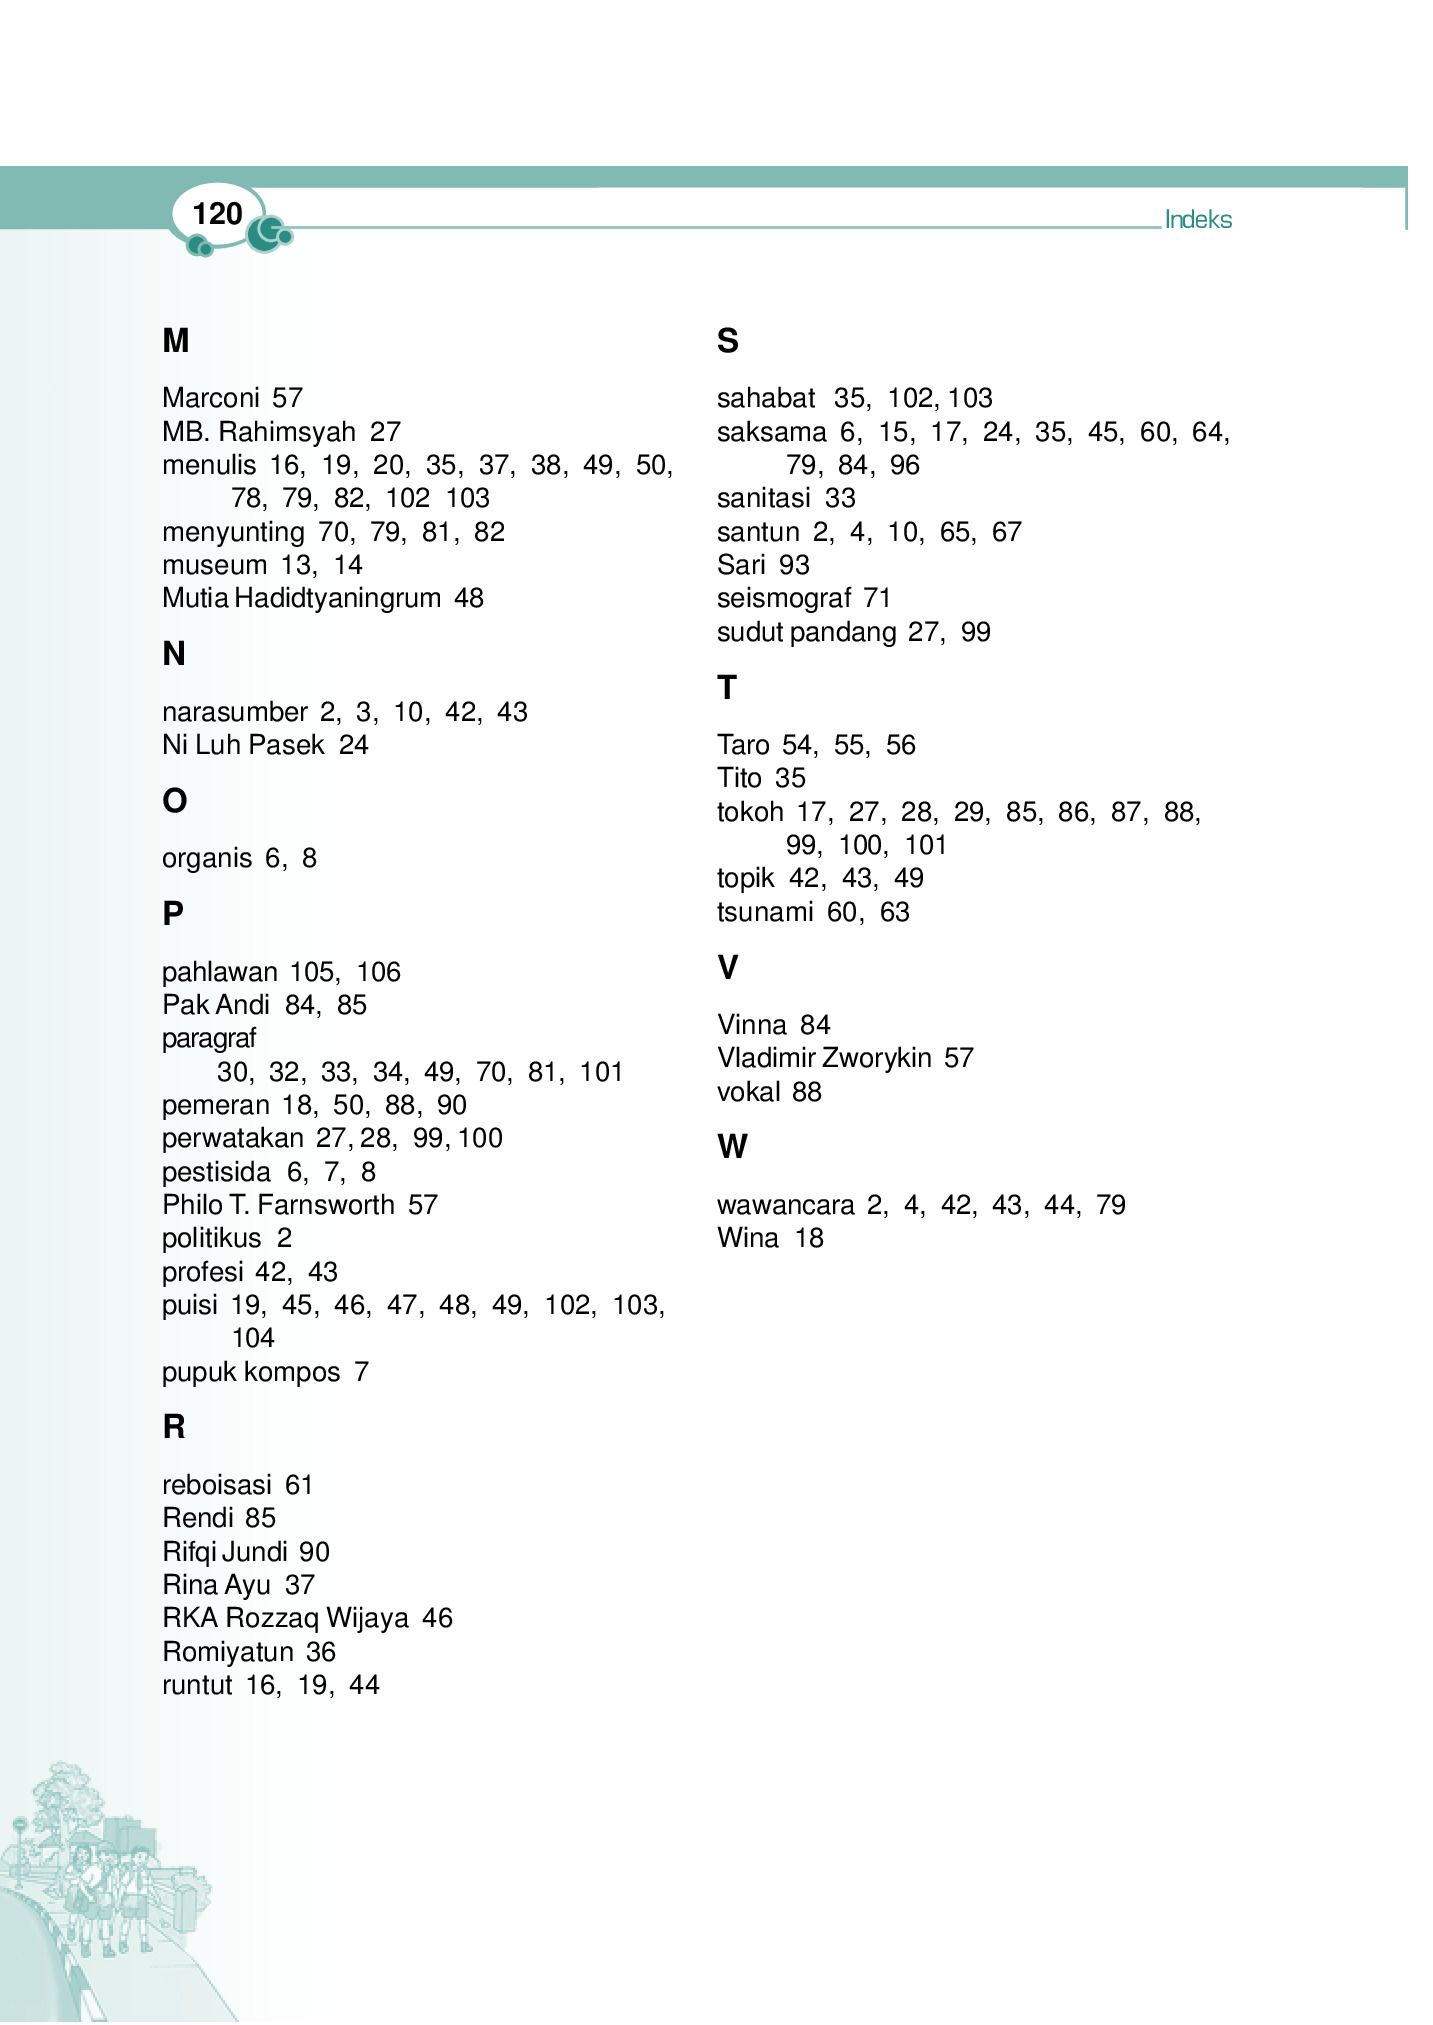 120
Indeks
M
Marconi 57
MB. Rahimsyah 27
menulis 16, 19, 20, 35, 37, 38, 49, 50,
78, 79, 82, 102 103
menyunting 70, 79, 81, 82
museum 13, 14
Mutia Hadidtyaningrum 48
N
narasumber 2, 3, 10, 42, 43
Ni Luh Pasek 24
O
organis 6, 8
P
pahlawan 105, 106
Pak Andi 84, 85
paragraf
30, 32, 33, 34, 49, 70, 81, 101
pemeran 18, 50, 88, 90
perwatakan 27, 28, 99, 100
pestisida 6, 7, 8
Philo T. Farnsworth 57
politikus 2
profesi 42, 43
puisi 19, 45, 46, 47, 48, 49, 102, 103,
104
pupuk kompos 7
R
reboisasi 61
Rendi 85
Rifqi Jundi 90
Rina Ayu 37
RKA Rozzaq Wijaya 46
Romiyatun 36
runtut 16, 19, 44
S
sahabat 35, 102, 103
saksama 6, 15, 17, 24, 35, 45, 60, 64,
79, 84, 96
sanitasi 33
santun 2, 4, 10, 65, 67
Sari 93
seismograf 71
sudut pandang 27, 99
T
Taro 54, 55, 56
Tito 35
tokoh 17, 27, 28, 29, 85, 86, 87, 88,
99, 100, 101
topik 42, 43, 49
tsunami 60, 63
V
Vinna 84
Vladimir Zworykin 57
vokal 88
W
wawancara 2, 4, 42, 43, 44, 79
Wina 18